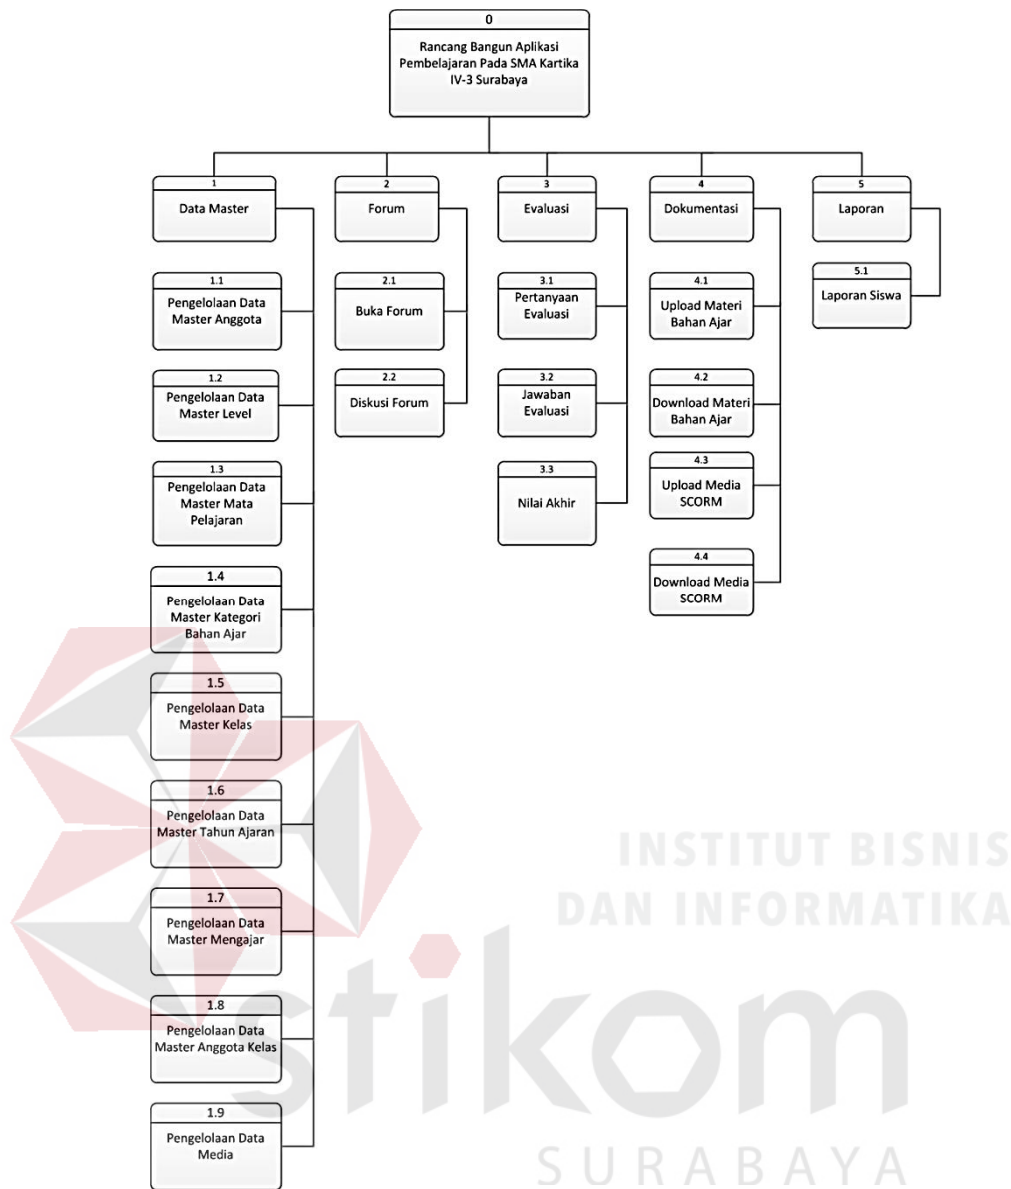 0
Rancang Bangun Aplikasi
Pembelajaran Pada SMA Kartika
IV-3 Surabaya
1
Data Master
1.1
Pengelolaan Data
Master Anggota
1.2
Pengelolaan Data
Master Level
1.3
Pengelolaan Data
Master Mata
Pelajaran
1.4
Pengelolaan Data
Master Kategori
Bahan Ajar
1.5
Pengelolaan Data
Master Kelas
1.6
Pengelolaan Data
Master Tahun Ajaran
1.7
Pengelolaan Data
Master Mengajar
1.8
Pengelolaan Data
Master Anggota Kelas
1.9
Pengelolaan Data
Media
2
Forum
2.1
Buka Forum
2.2
Diskusi Forum
3
Evaluasi
3.1
Pertanyaan
Evaluasi
3.2
Jawaban
Evaluasi
3.3
Nilai Akhir
4
Dokumentasi
4.1
Upload Materi
Bahan Ajar
4.2
Download Materi
Bahan Ajar
4.3
Upload Media
SCORM
4.4
Download Media
SCORM
5
Laporan
5.1
Laporan Siswa
INSTITUT BISNIS
DAN INFORMATIKA
stikom
SURABAYA